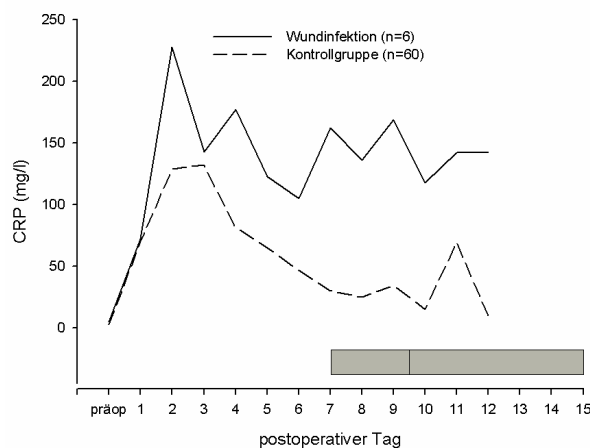 250
Wundinfektion (n=6)
Kontrollgruppe (n=60)
200
150
100
50
0
CRP (mg/l)
präop 1 2 3 4 5 6 7 8 9 10 11 12 13 14 15
postoperativer Tag